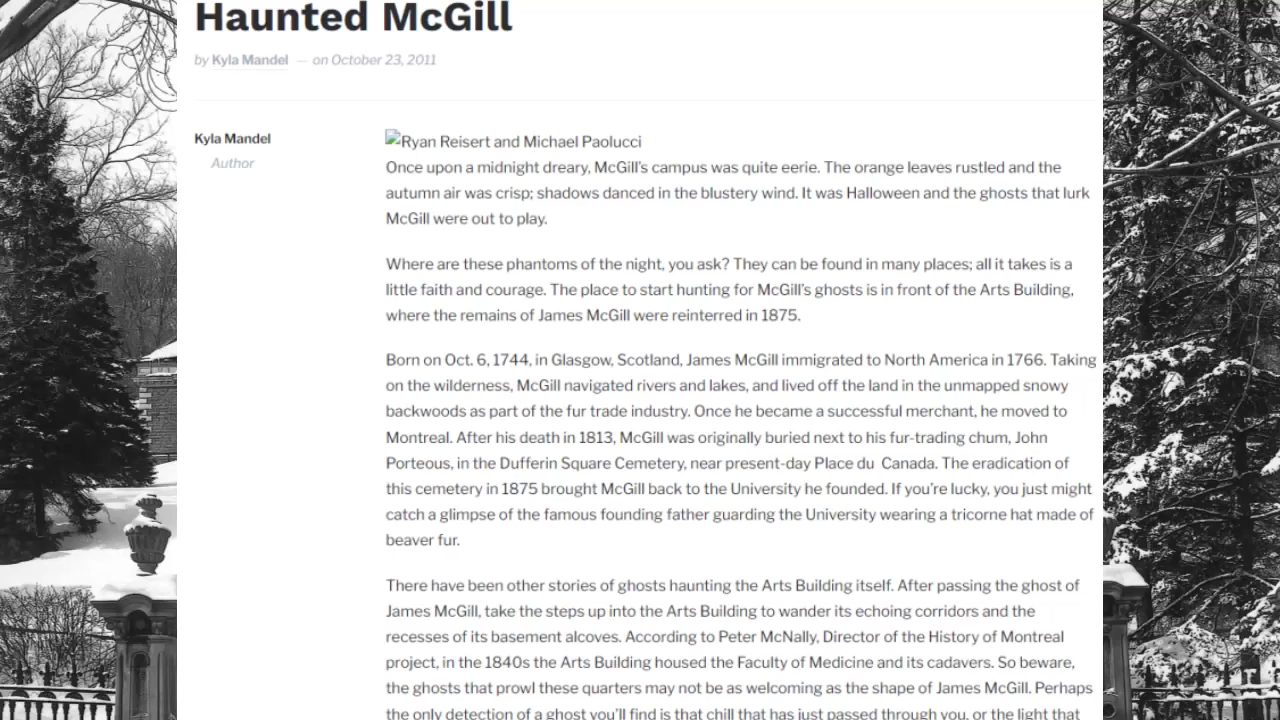 Haunted McGill
by Kyla Mandel — on October 23, 2011
Kyla Mandel
Author
Ryan Reisert and Michael Paolucci
Once upon a midnight dreary, McGill's campus was quite eerie. The orange leaves rustled and the
autumn air was crisp; shadows danced in the blustery wind. It was Halloween and the ghosts that lurk
McGill were out to play.
Where are these phantoms of the night, you ask? They can be found in many places; all it takes is a
little faith and courage. The place to start hunting for McGill's ghosts is in front of the Arts Building,
where the remains of James McGill were reinterred in 1875.
Born on Oct. 6, 1744, in Glasgow, Scotland, James McGill immigrated to North America in 1766. Taking
on the wilderness, McGill navigated rivers and lakes, and lived off the land in the unmapped snowy
backwoods as part of the fur trade industry. Once he became a successful merchant, he moved to
Montreal. After his death in 1813, McGill was originally buried next to his fur-trading chum, John
Porteous, in the Dufferin Square Cemetery, near present-day Place du Canada. The eradication of
this cemetery in 1875 brought McGill back to the University he founded. If you're lucky, you just might
catch a glimpse of the famous founding father guarding the University wearing a tricorne hat made of
beaver fur.
There have been other stories of ghosts haunting the Arts Building itself. After passing the ghost of
James McGill, take the steps up into the Arts Building to wander its echoing corridors and the
recesses of its basement alcoves. According to Peter McNally, Director of the History of Montreal
project, in the 1840s the Arts Building housed the Faculty of Medicine and its cadavers. So beware,
the ghosts that prowl these quarters may not be as welcoming as the shape of James McGill. Perhaps
the only detection of a ghost you'll find is that chill that has just passed through you, or the light that